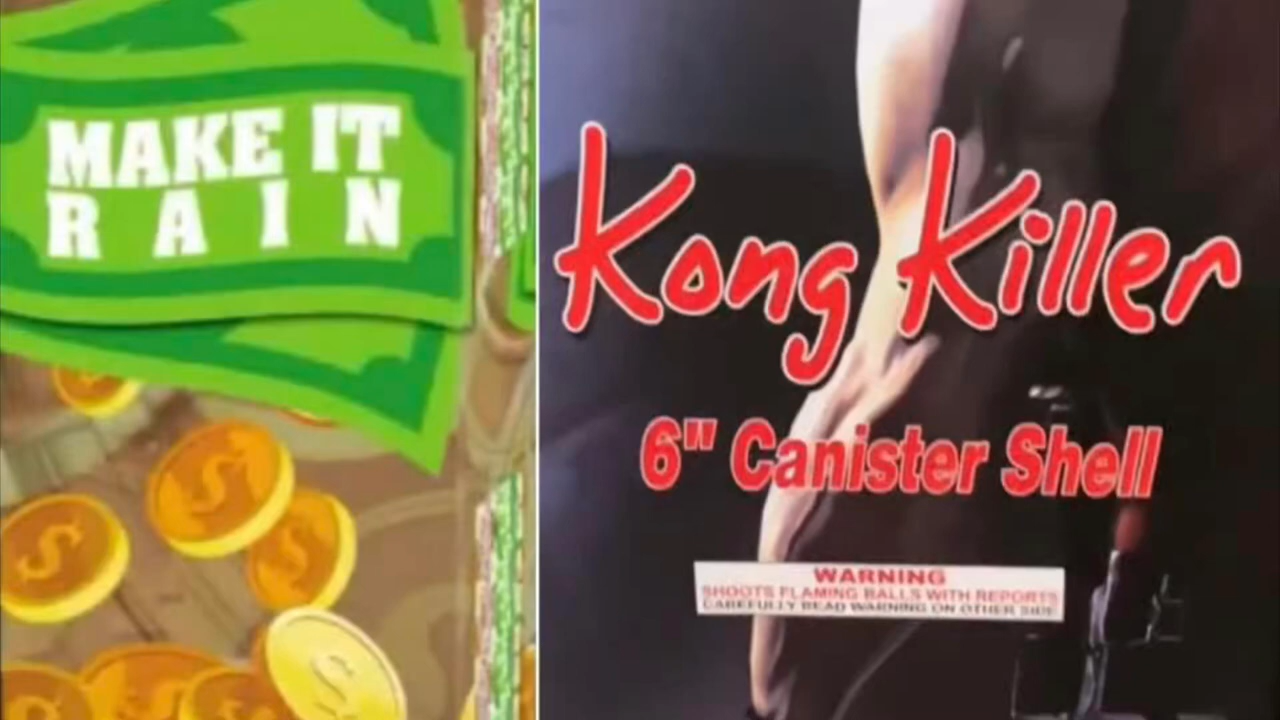 MAKE IT
RAIN
Kong Killer
6" Canister Shell
WARNING
SHOOTS FLAMING BALLS WITH REPORTS
CAREFULLY READ WARNING ON OTHER SIDE